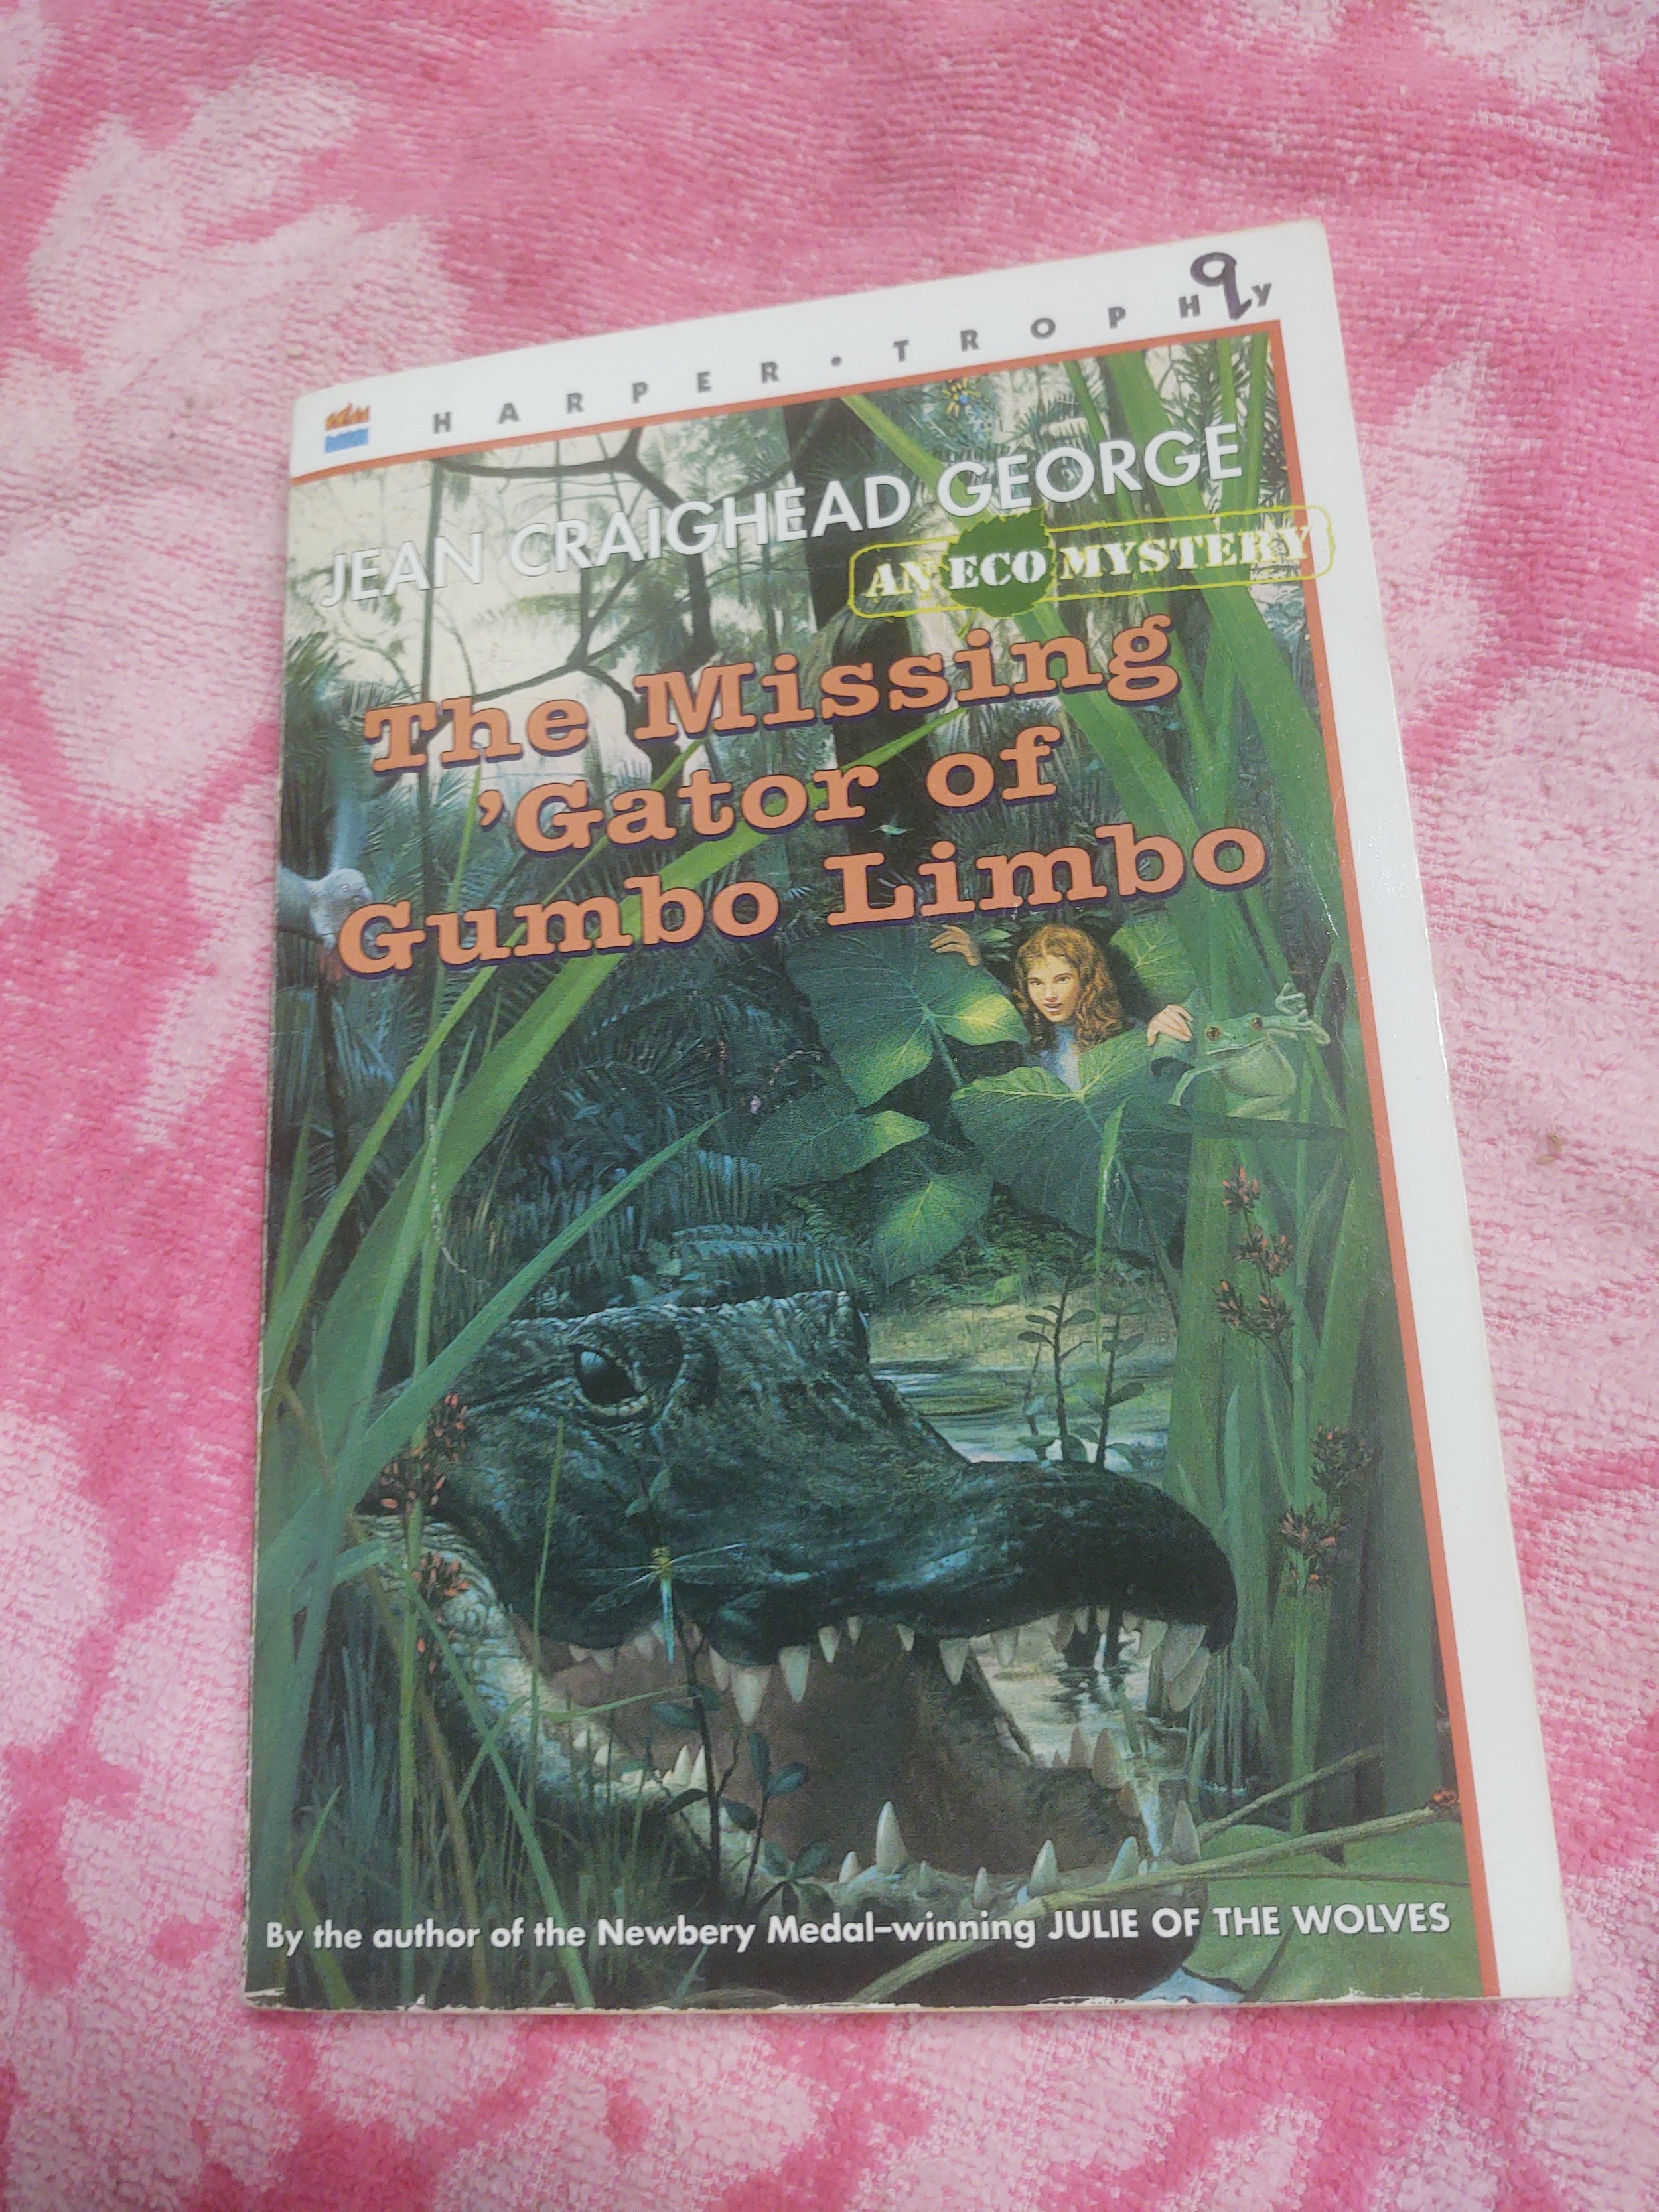 HARPER • TROPHY
9
JEAN CRAIGHEAD GEORGE
AN ECO MYSTERY
The Missing
'Gator of
Gumbo Limbo
By the author of the Newbery Medal–winning JULIE OF THE WOLVES